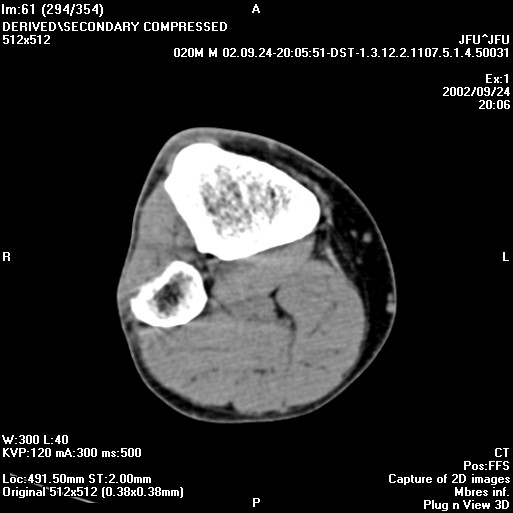 Im:61 (294/354)
A
DERIVED\SECONDARY COMPRESSED
512x512
JFU^JFU
020M M 02.09.24-20:05:51-DST-1.3.12.2.1107.5.1.4.50031
Ex:1
2002/09/24
20:06
R
L
W:300 L:40
KVP:120 mA:300 ms:500
CT
Pos:FFS
Loc:491.50mm ST:2.00mm
Capture of 2D images
Original 512x512 (0.38x0.38mm)
Mbres inf.
P
Plug n View 3D